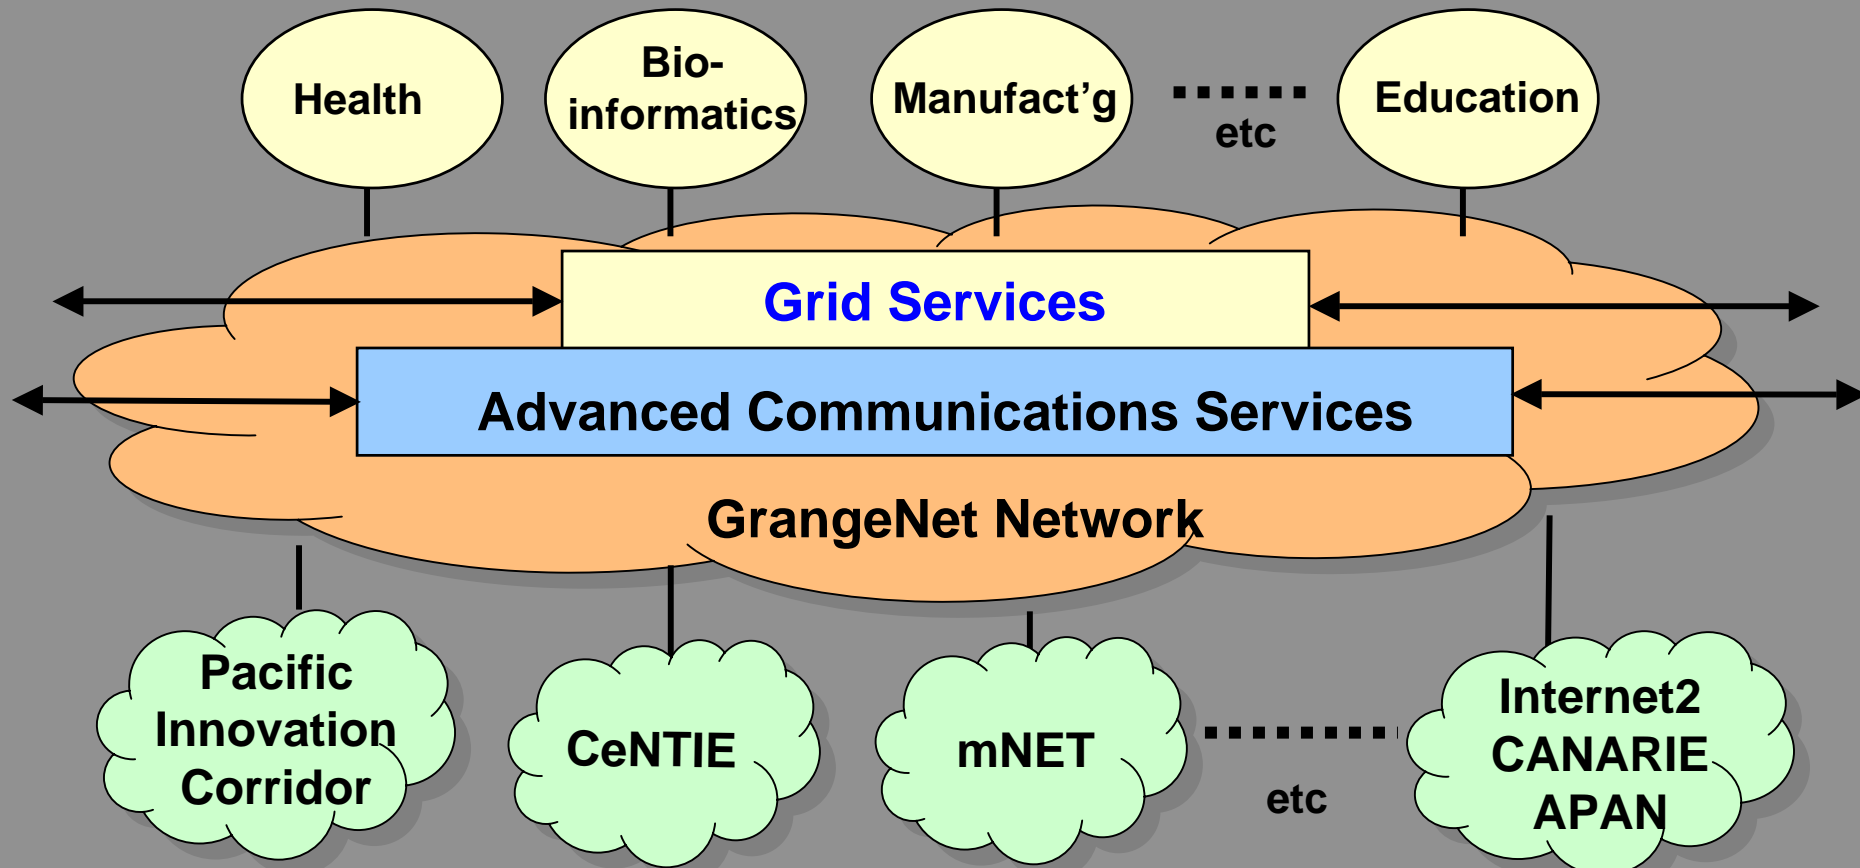 Health
Bio-
informatics
Manufact’g
etc
Education
Grid Services
Advanced Communications Services
GrangeNet Network
Pacific
Innovation
Corridor
CeNTIE
mNET
etc
Internet2
CANARIE
APAN